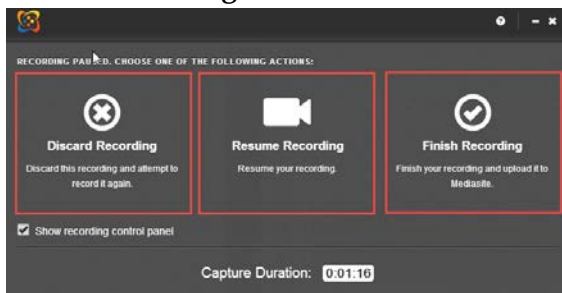 RECORDING PAUSED. CHOOSE ONE OF THE FOLLOWING ACTIONS:
Discard Recording
Discard this recording and attempt to
record it again.
Resume Recording
Resume your recording.
Finish Recording
Finish your recording and upload it to
Mediasite.
Show recording control panel
Capture Duration: 0:01:16